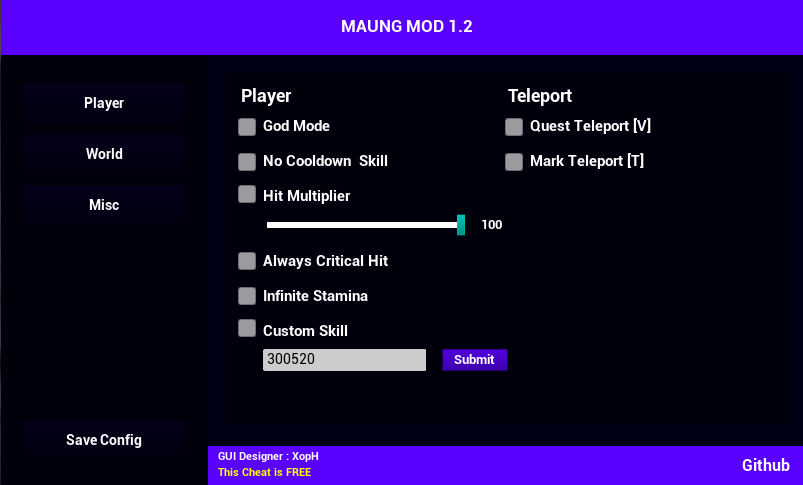 MAUNG MOD 1.2
Player
World
Misc
Save Config
Player
God Mode
No Cooldown  Skill
Hit Multiplier
100
Always Critical Hit
Infinite Stamina
Custom Skill
300520
Submit
Teleport
Quest Teleport [V]
Mark Teleport [T]
GUI Designer : XopH
This Cheat is FREE
Github